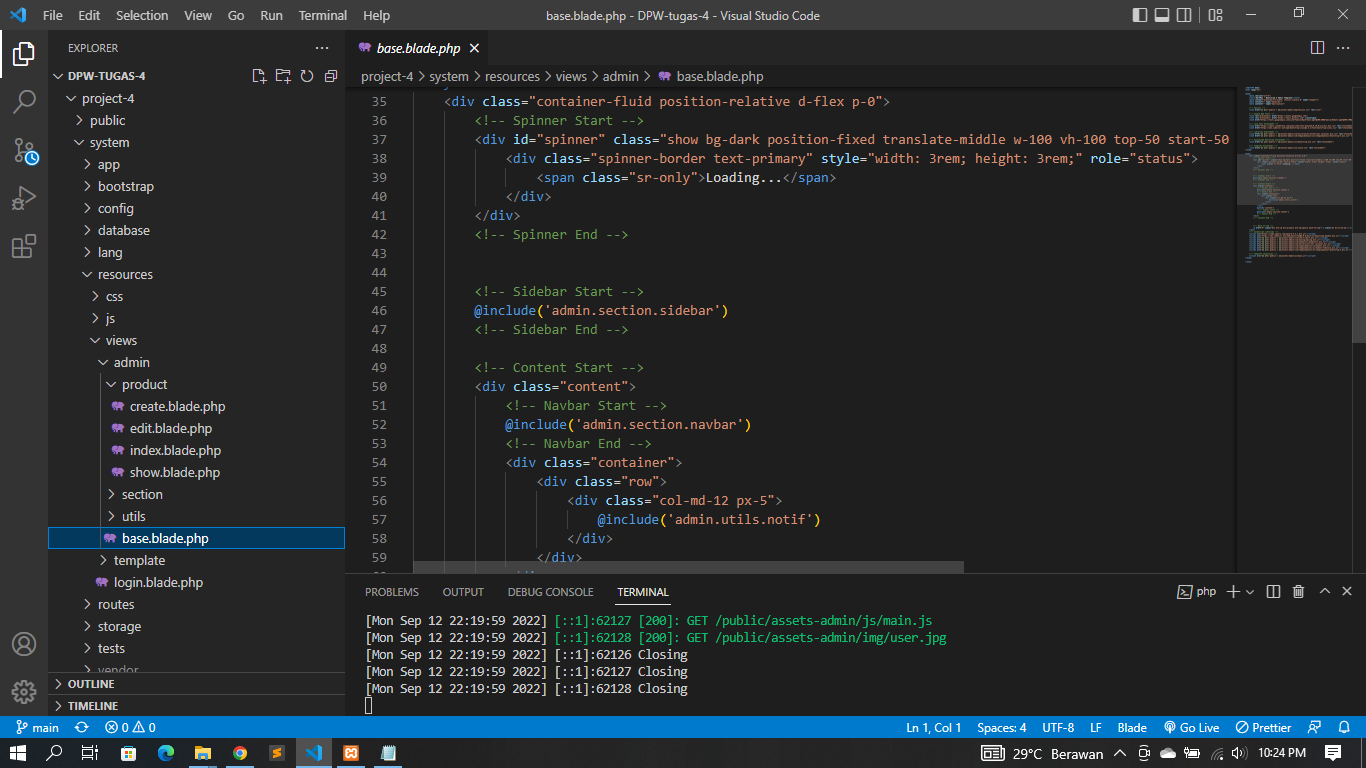 File Edit Selection View Go Run Terminal Help
base.blade.php - DPW-tugas-4 - Visual Studio Code
EXPLORER
DPW-TUGAS-4
project-4
public
system
app
bootstrap
config
database
lang
resources
css
js
views
admin
product
create.blade.php
edit.blade.php
index.blade.php
show.blade.php
section
utils
base.blade.php
template
login.blade.php
routes
storage
tests
vendor
OUTLINE
TIMELINE
base.blade.php
project-4 > system > resources > views > admin > base.blade.php
35 <div class="container-fluid position-relative d-flex p-0">
36 <!-- Spinner Start -->
37 <div id="spinner" class="show bg-dark position-fixed translate-middle w-100 vh-100 top-50 start-50
38 <div class="spinner-border text-primary" style="width: 3rem; height: 3rem;" role="status">
39 <span class="sr-only">Loading...</span>
40 </div>
41 </div>
42 <!-- Spinner End -->
43
44
45 <!-- Sidebar Start -->
46 @include('admin.section.sidebar')
47 <!-- Sidebar End -->
48
49 <!-- Content Start -->
50 <div class="content">
51 <!-- Navbar Start -->
52 @include('admin.section.navbar')
53 <!-- Navbar End -->
54 <div class="container">
55 <div class="row">
56 <div class="col-md-12 px-5">
57 @include('admin.utils.notif')
58 </div>
59 </div>
PROBLEMS OUTPUT DEBUG CONSOLE TERMINAL
php
[Mon Sep 12 22:19:59 2022] [::1]:62127 [200]: GET /public/assets-admin/js/main.js
[Mon Sep 12 22:19:59 2022] [::1]:62128 [200]: GET /public/assets-admin/img/user.jpg
[Mon Sep 12 22:19:59 2022] [::1]:62126 Closing
[Mon Sep 12 22:19:59 2022] [::1]:62127 Closing
[Mon Sep 12 22:19:59 2022] [::1]:62128 Closing
main 0 0
Ln 1, Col 1 Spaces: 4 UTF-8 LF Blade Go Live Prettier
29°C Berawan 10:24 PM